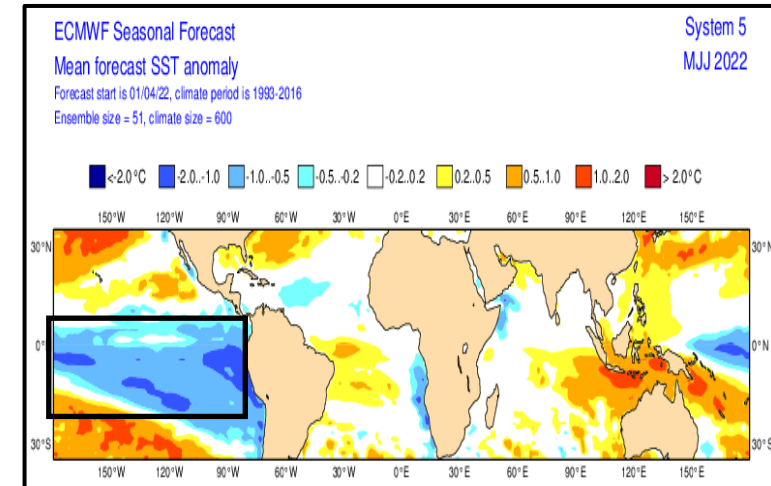 ECMWF Seasonal Forecast
System 5
Mean forecast SST anomaly
MJJ 2022
Forecast start is 01/04/22, climate period is 1993-2016
Ensemble size = 51, climate size = 600
<-2.0°C -2.0..-1.0 -1.0..-0.5 -0.5..-0.2 -0.2..0.2 0.2..0.5 0.5..1.0 1.0..2.0 > 2.0°C
150°W 120°W 90°W 60°W 30°W 0°E 30°E 60°E 90°E 120°E 150°E
30°N 30°N
0° 0°N
30°S 30°S
150°W 120°W 90°W 60°W 30°W 0°E 30°E 60°E 90°E 120°E 150°E